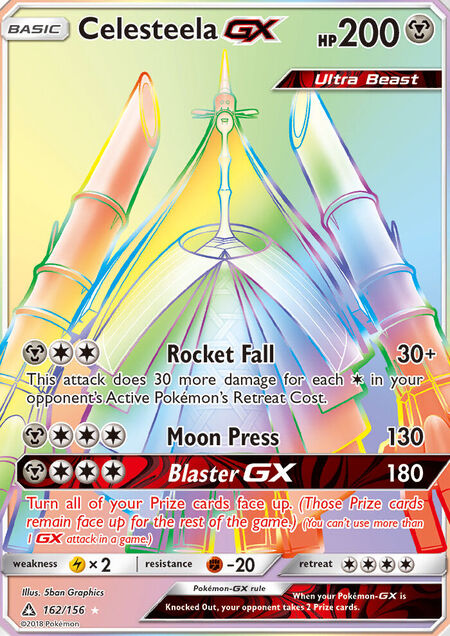 BASIC Celesteela GX HP 200
Ultra Beast
Rocket Fall 30+
This attack does 30 more damage for each in your
opponent's Active Pokémon's Retreat Cost.
Moon Press 130
Blaster GX 180
Turn all of your Prize cards face up. (Those Prize cards
remain face up for the rest of the game.) (You can't use more than
1 GX attack in a game.)
weakness × 2 resistance -20 retreat
Illus. 5ban Graphics
Pokémon-GX rule
162/156
When your Pokémon-GX is
Knocked Out, your opponent takes 2 Prize cards.
©2018 Pokémon